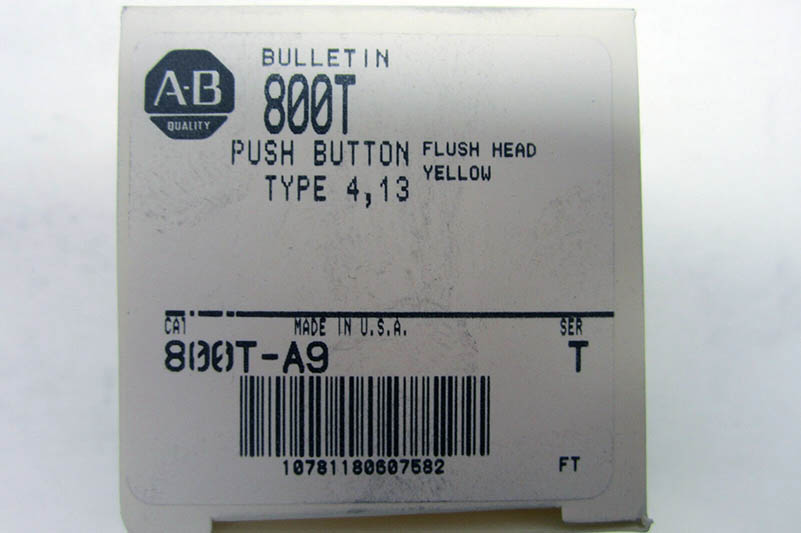 A-B
QUALITY
BULLETIN
800T
PUSH BUTTON FLUSH HEAD
TYPE 4,13 YELLOW
CAT MADE IN U.S.A. SER
800T-A9 T
10781180607582 FT